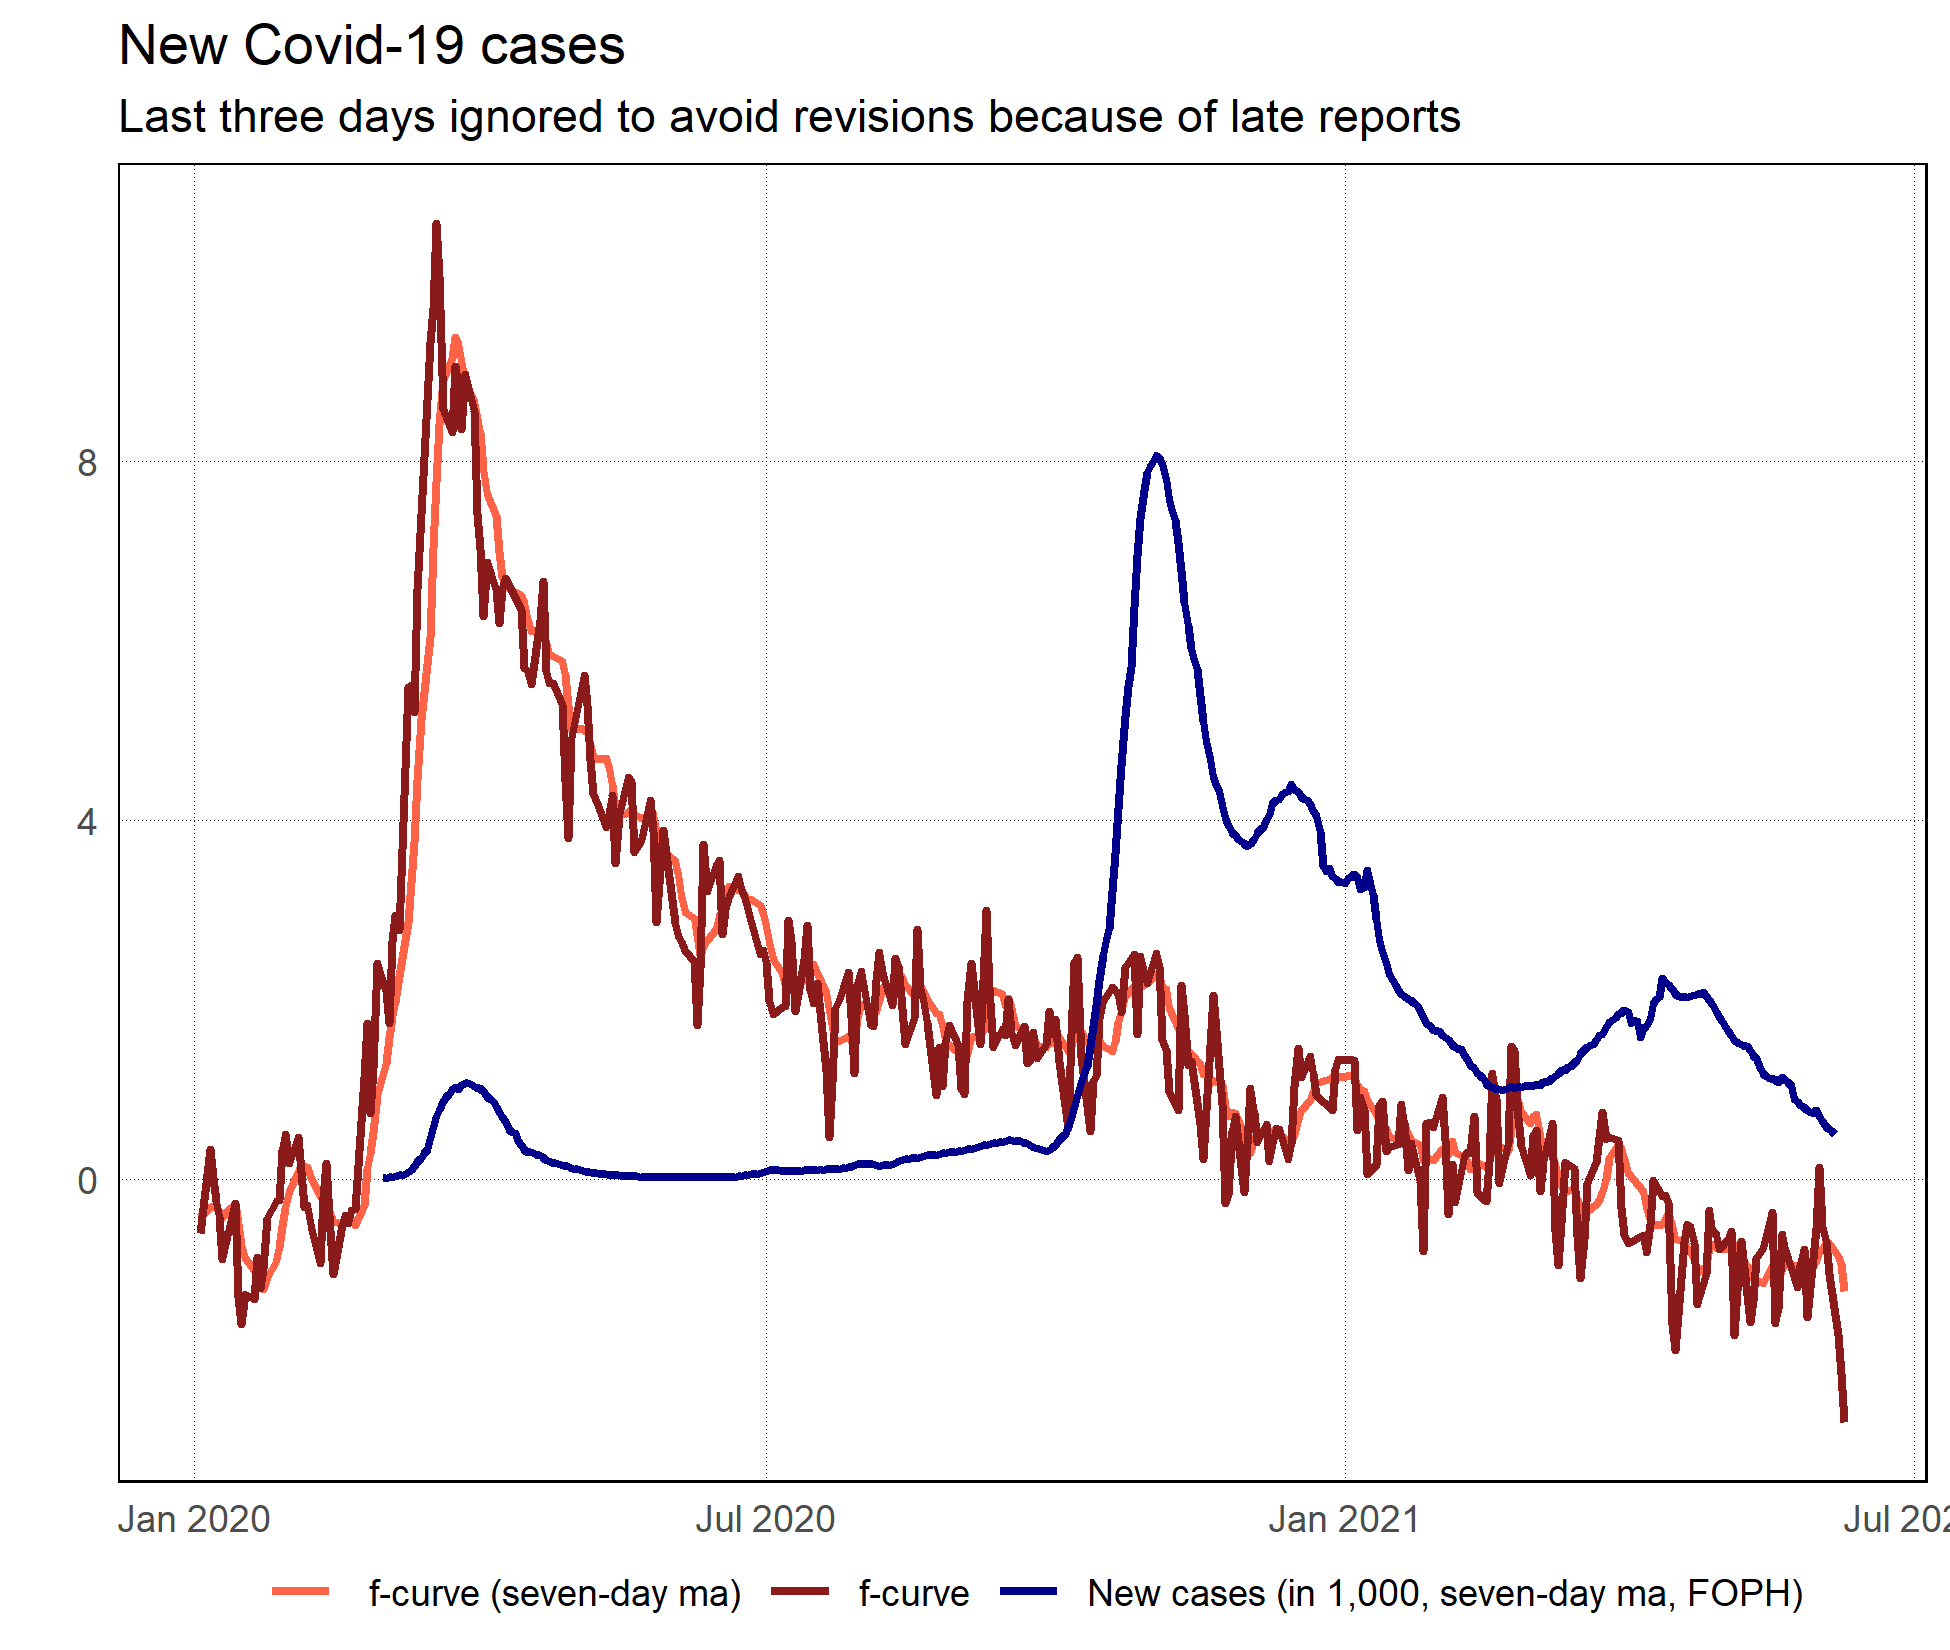 New Covid-19 cases
Last three days ignored to avoid revisions because of late reports
8
4
0
Jan 2020 Jul 2020 Jan 2021 Jul 202
f-curve (seven-day ma) f-curve New cases (in 1,000, seven-day ma, FOPH)